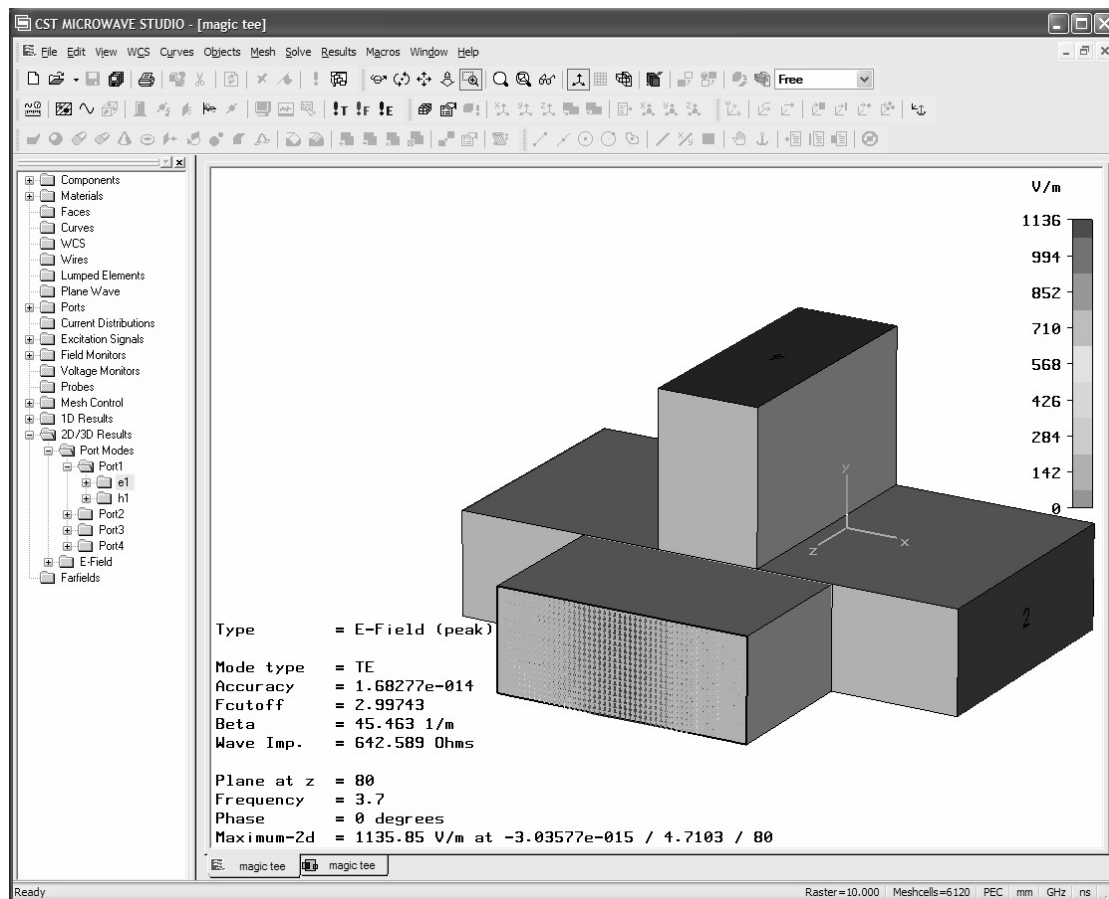 CST MICROWAVE STUDIO - [magic tee]
File Edit View WCS Curves Objects Mesh Solve Results Macros Window Help
Free
!T !F !E
Components
Materials
Faces
Curves
WCS
Wires
Lumped Elements
Plane Wave
Ports
Current Distributions
Excitation Signals
Field Monitors
Voltage Monitors
Probes
Mesh Control
1D Results
2D/3D Results
Port Modes
Port1
e1
h1
Port2
Port3
Port4
E-Field
Farfields
V/m
1136
994
852
710
568
426
284
142
0
4
y
z x
2
Type = E-Field (peak)
Mode type = TE
Accuracy = 1.68277e-014
Fcutoff = 2.99743
Beta = 45.463 1/m
Wave Imp. = 642.589 Ohms
Plane at z = 80
Frequency = 3.7
Phase = 0 degrees
Maximum-2d = 1135.85 V/m at -3.03577e-015 / 4.7103 / 80
magic tee magic tee
Ready Raster=10.000 Meshcells=6120 PEC mm GHz ns